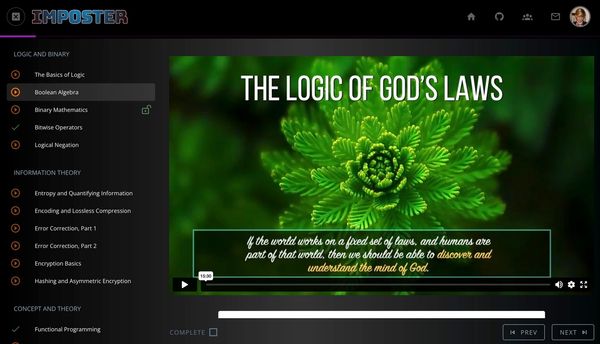 IMPOSTER
LOGIC AND BINARY
The Basics of Logic
Boolean Algebra
Binary Mathematics
Bitwise Operators
Logical Negation
INFORMATION THEORY
Entropy and Quantifying Information
Encoding and Lossless Compression
Error Correction, Part 1
Error Correction, Part 2
Encryption Basics
Hashing and Asymmetric Encryption
CONCEPT AND THEORY
Functional Programming
THE LOGIC OF GOD'S LAWS
If the world works on a fixed set of laws, and humans are
part of that world, then we should be able to discover and
understand the mind of God.
15:00
COMPLETE
PREV
NEXT